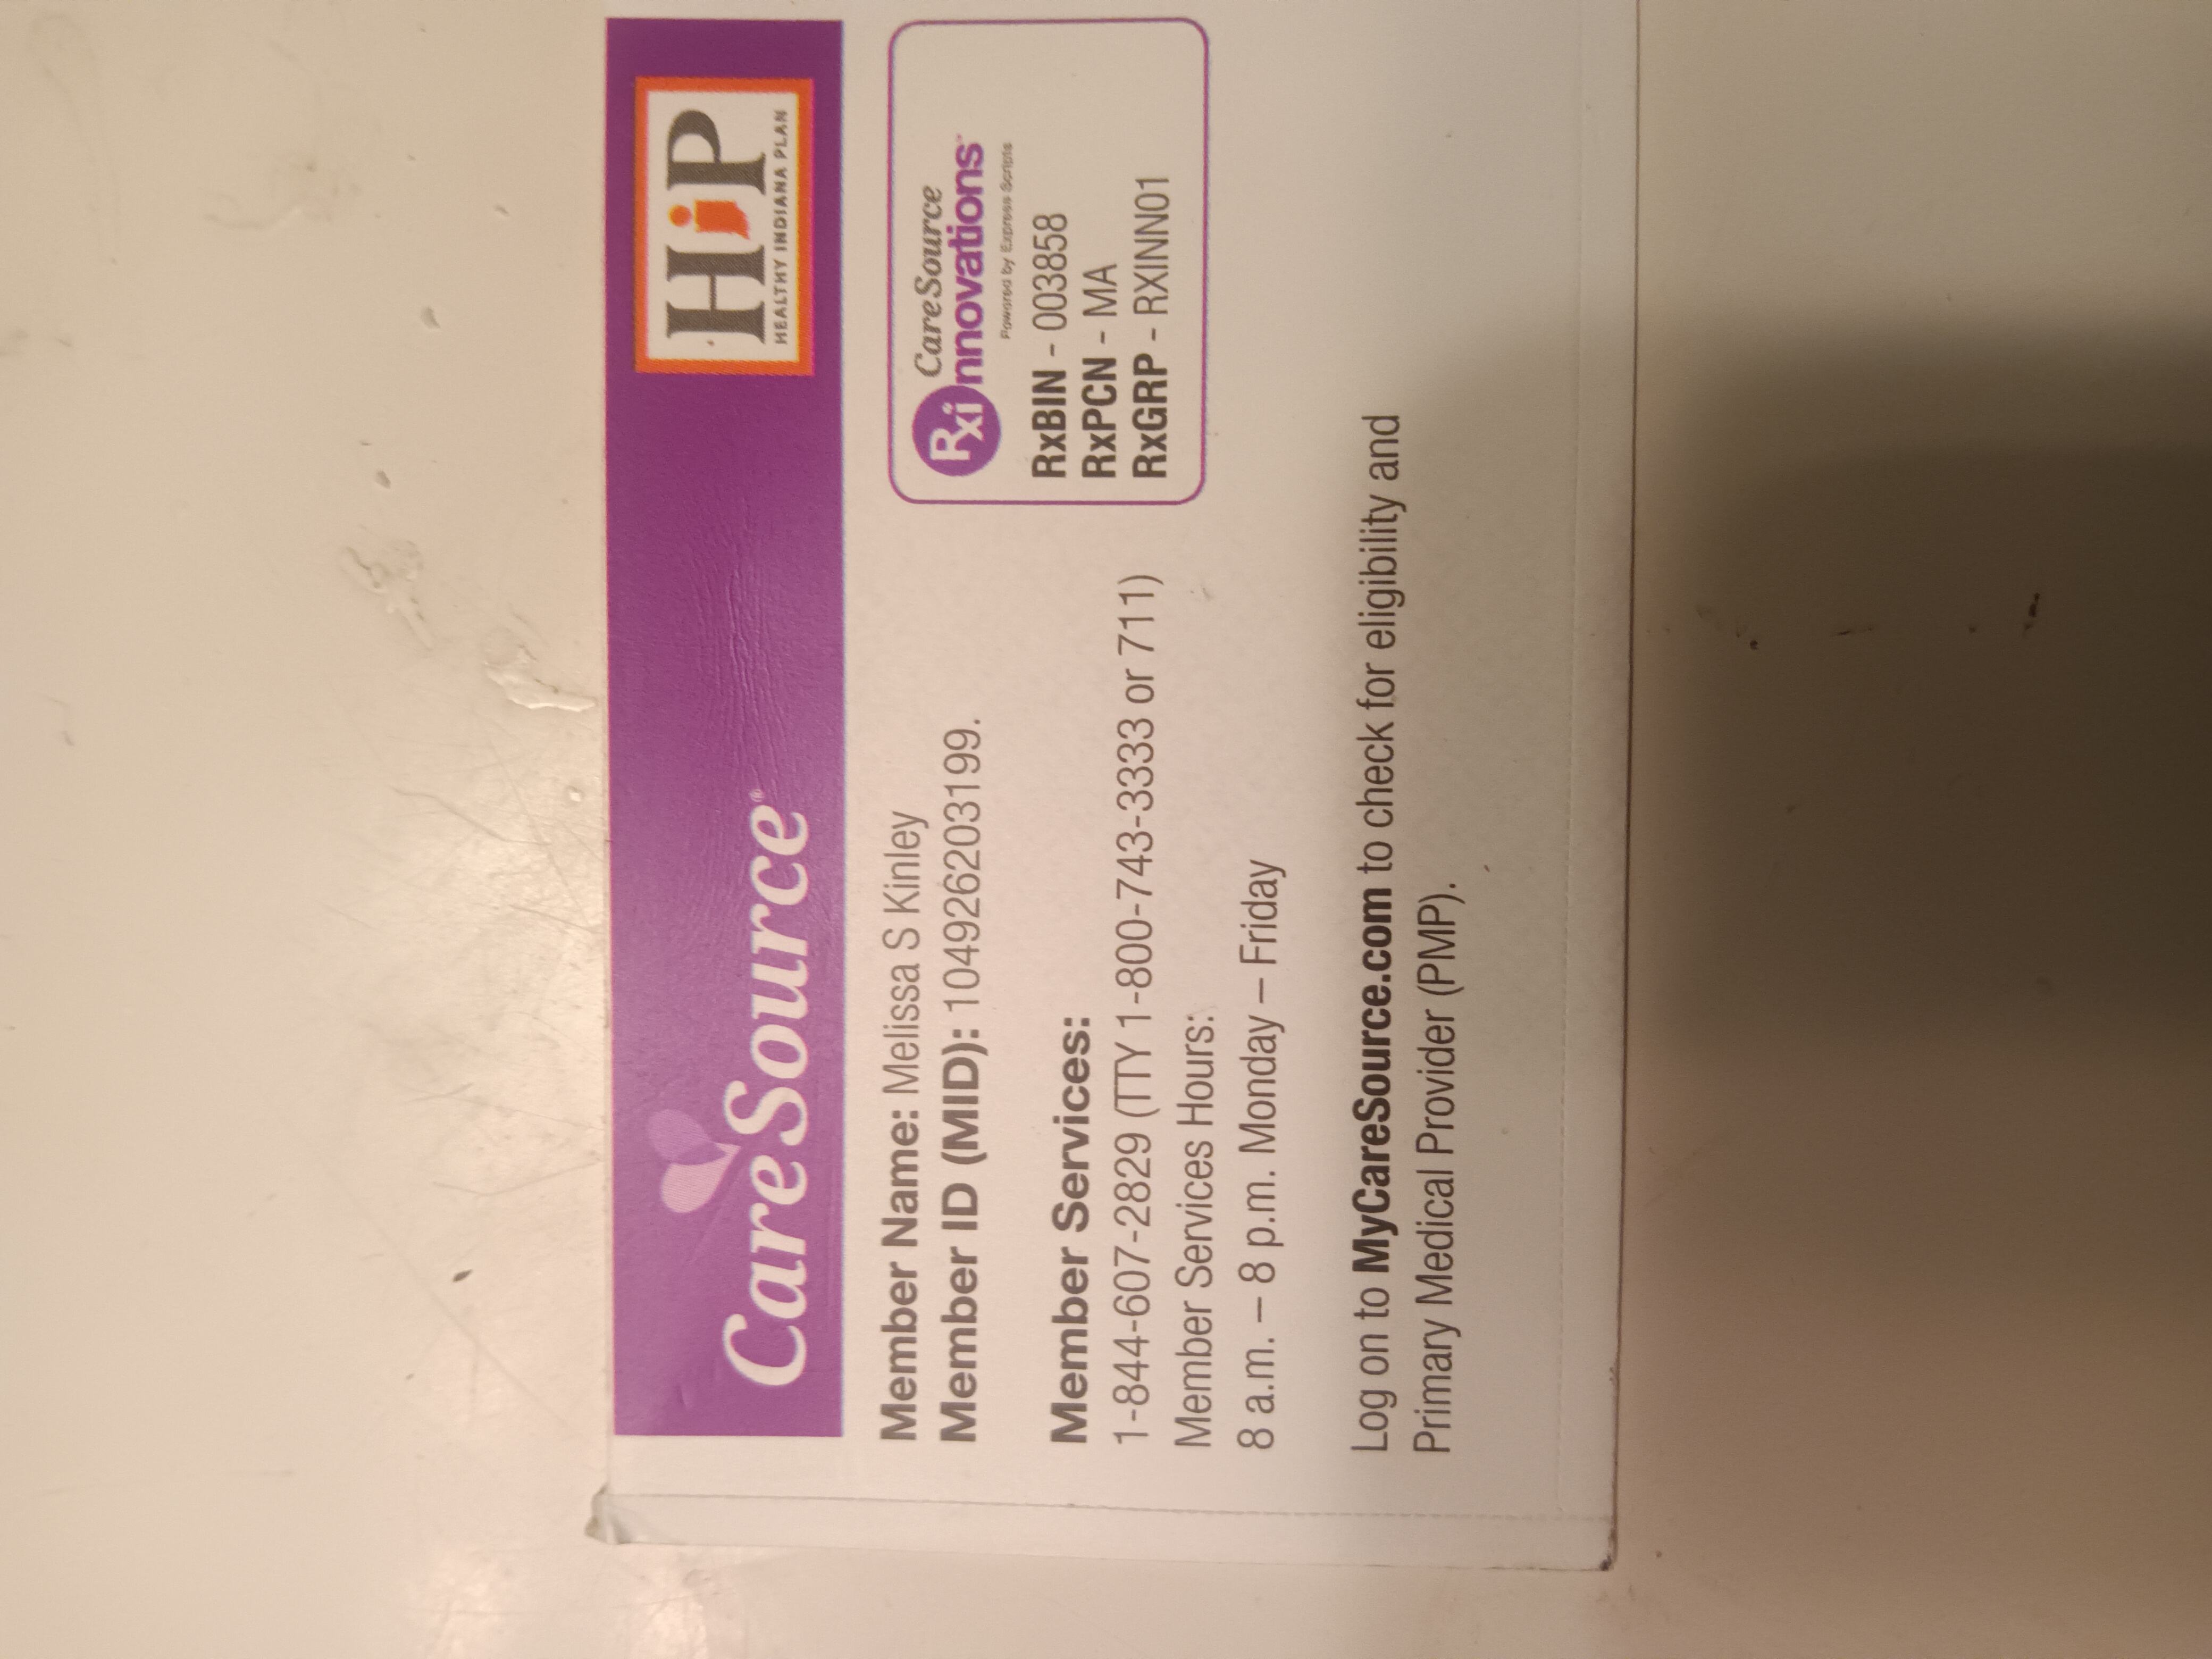 CareSource®
HiP
HEALTHY INDIANA PLAN
Member Name: Melissa S Kinley
Member ID (MID): 104926203199.
Member Services:
1-844-607-2829 (TTY 1-800-743-3333 or 711)
Member Services Hours:
8 a.m. – 8 p.m. Monday – Friday
CareSource
Rxinnovations™
Powered by Express Scripts
RxBIN - 003858
RxPCN - MA
RxGRP - RXINN01
Log on to MyCareSource.com to check for eligibility and
Primary Medical Provider (PMP).